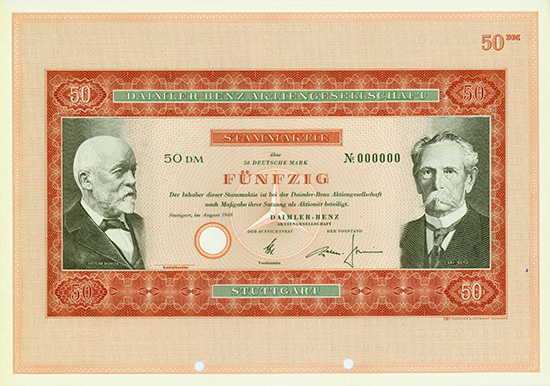 50 DM
50 DAIMLER-BENZ AKTIENGESELLSCHAFT 50
STAMMAKTIE
über
50 DM 50 DEUTSCHE MARK № 000000
FÜNFZIG
Der Inhaber dieser Stammaktie ist bei der Daimler-Benz Aktiengesellschaft
nach Maßgabe ihrer Satzung als Aktionär beteiligt.
Stuttgart, im August 1968 DAIMLER-BENZ
AKTIENGESELLSCHAFT
DER AUFSICHTSRAT DER VORSTAND
Vorsitzender
GOTTLIEB DAIMLER CARL BENZ
50 STUTTGART 50